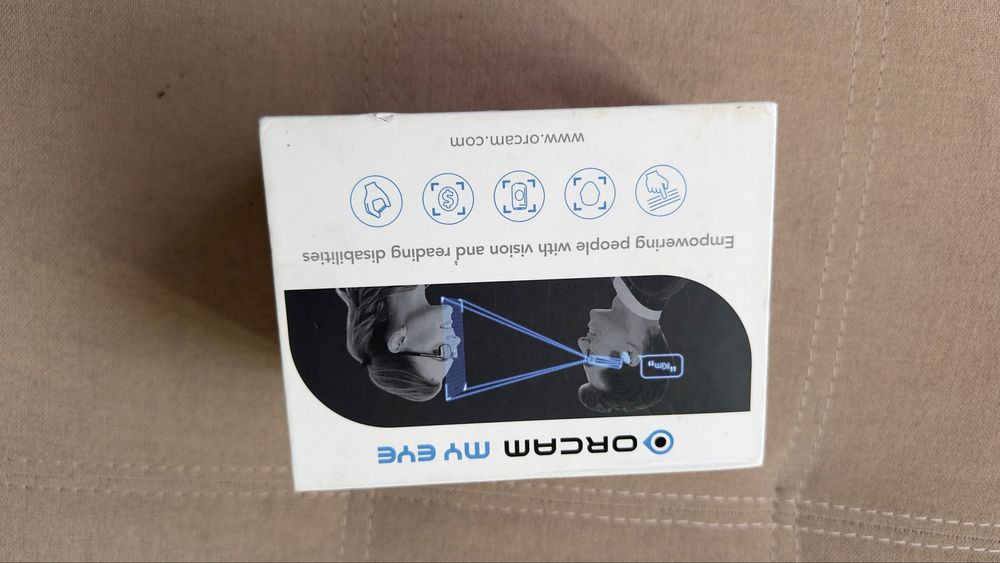 ORCAM MY EYE
"Kim"
Empowering people with vision and reading disabilities
$
www.orcam.com